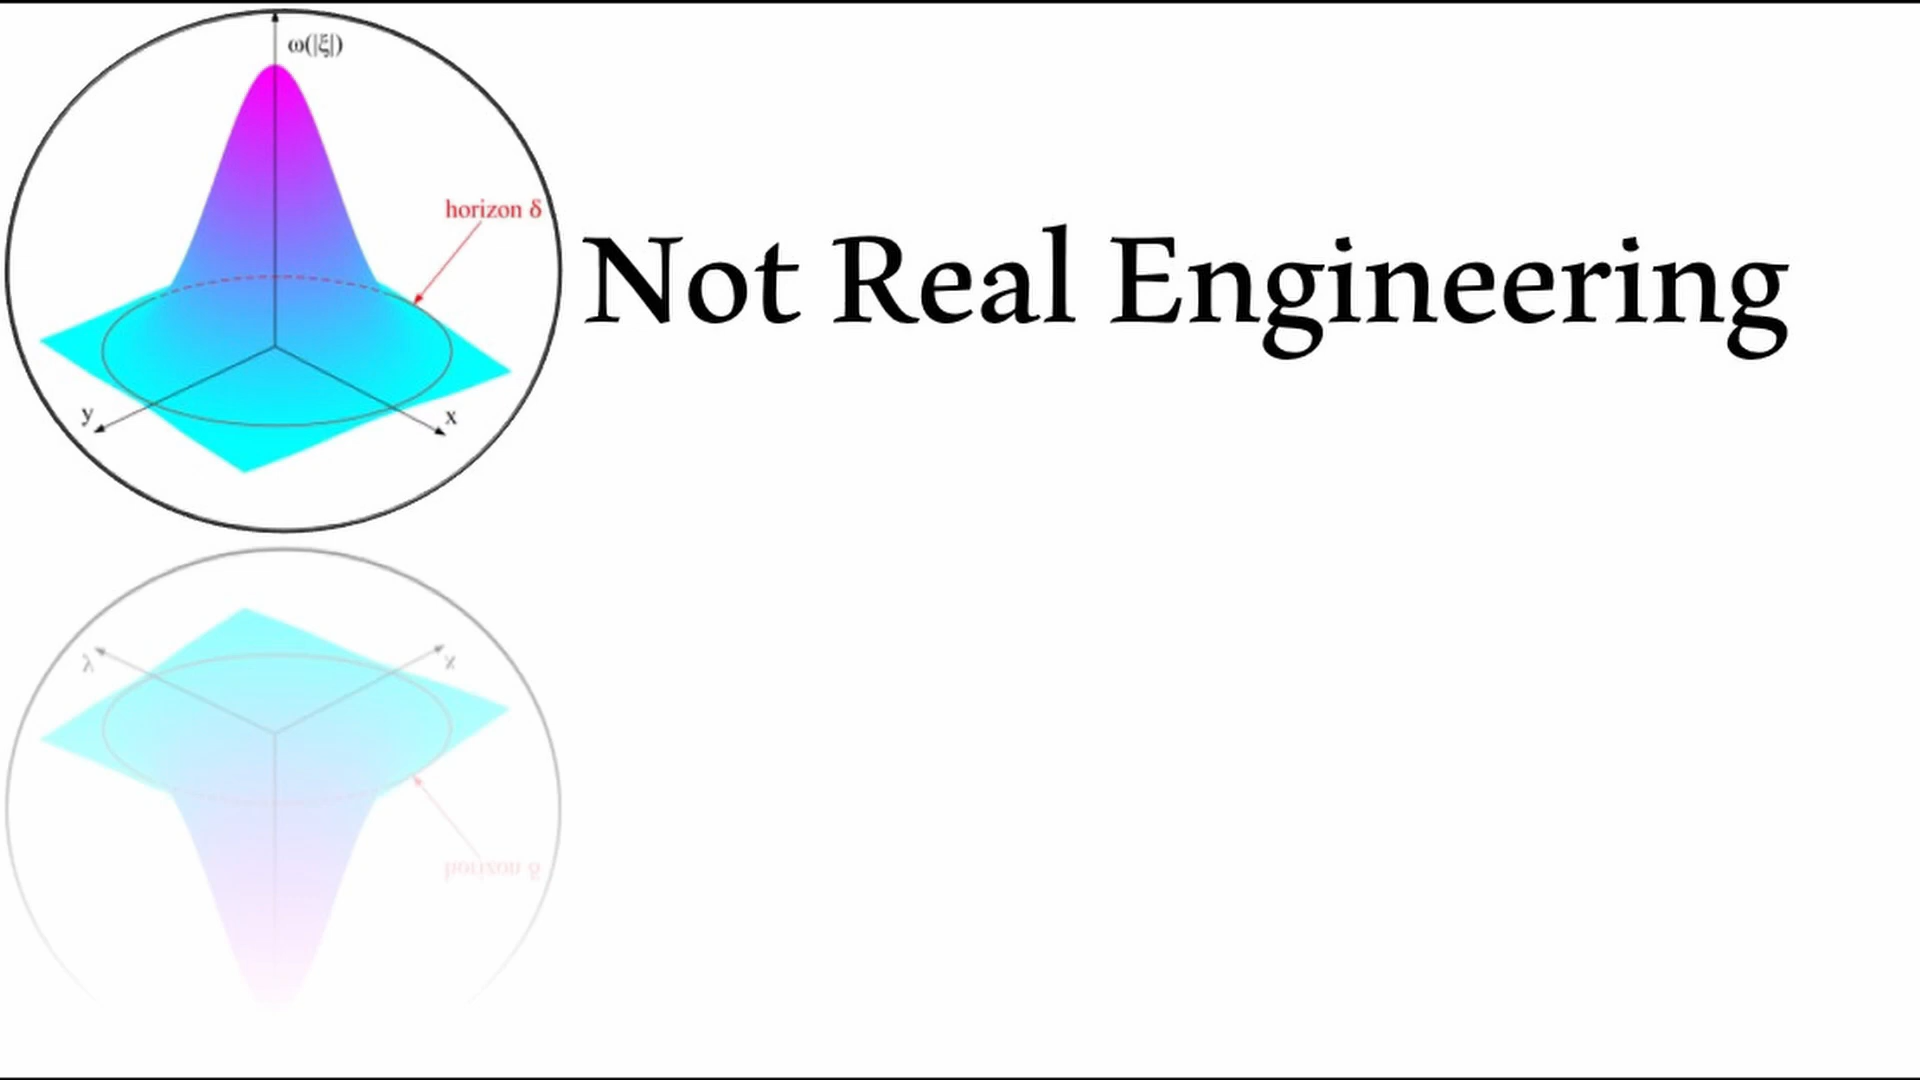 ω(|ξ|)
horizon δ
Not Real Engineering
y
x